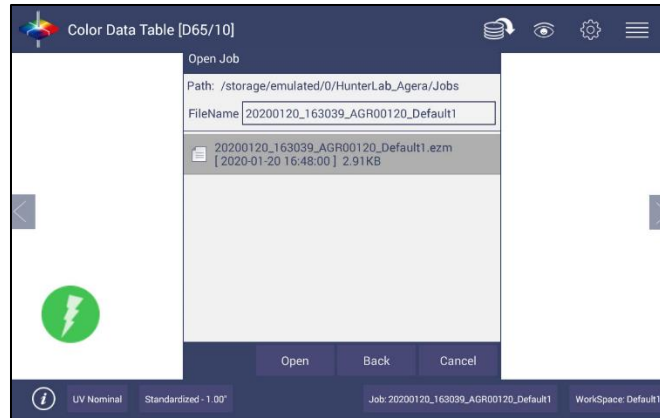 Color Data Table [D65/10]
Open Job
Path: /storage/emulated/0/HunterLab_Agera/Jobs
FileName 20200120_163039_AGR00120_Default1
20200120_163039_AGR00120_Default1.ezm
[ 2020-01-20 16:48:00 ] 2.91KB
Open Back Cancel
i UV Nominal Standardized - 1.00" Job: 20200120_163039_AGR00120_Default1 WorkSpace: Default1